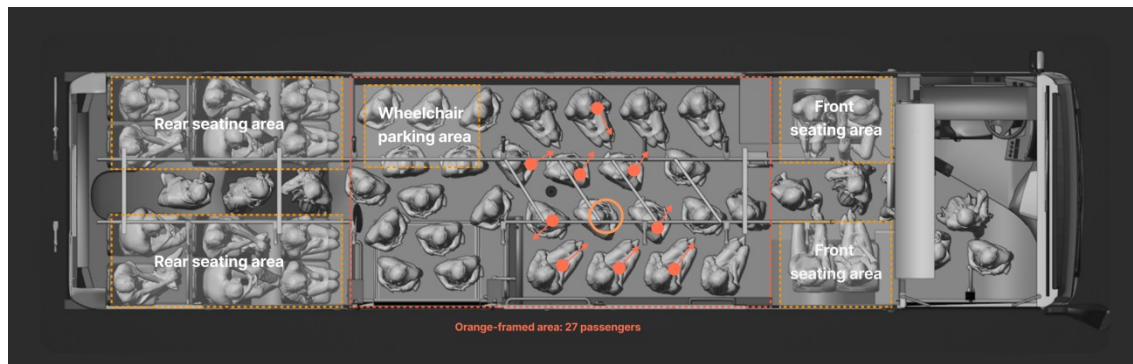 Rear seating area
Wheelchair
parking area
Front
seating area
Rear seating area
Front
seating area
Orange-framed area: 27 passengers